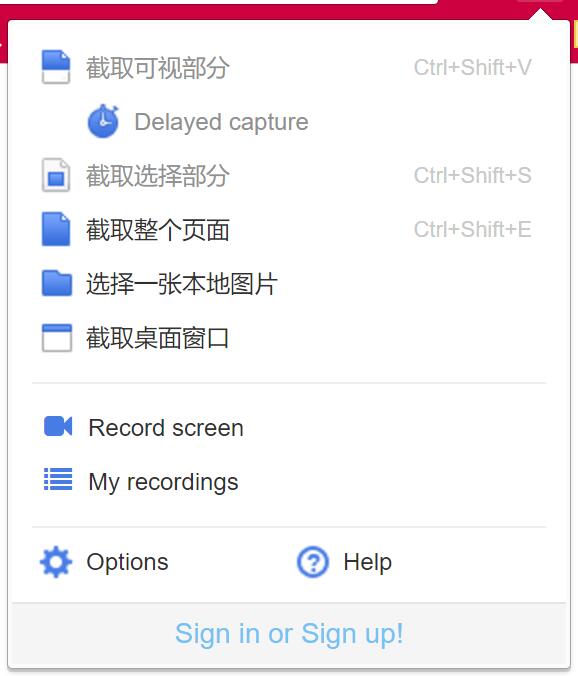 截取可视部分 Ctrl+Shift+V
Delayed capture
截取选择部分 Ctrl+Shift+S
截取整个页面 Ctrl+Shift+E
选择一张本地图片
截取桌面窗口
Record screen
My recordings
Options Help
Sign in or Sign up!